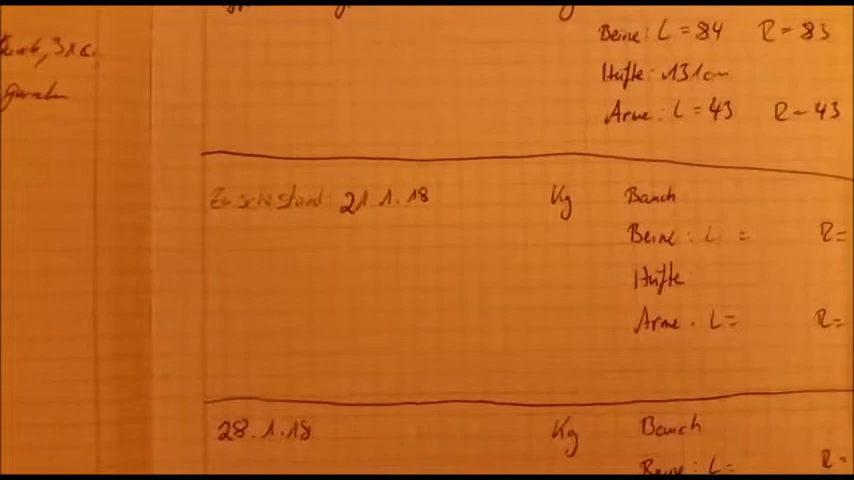 Beine: L = 84 R = 83
Hüfte: 131cm
Arme: L = 43 R = 43
21.1.18 Kg Bauch
Beine: L = R=
Hüfte
Arme. L= R=
28.1.18 Kg Bauch
Beine: L= R=